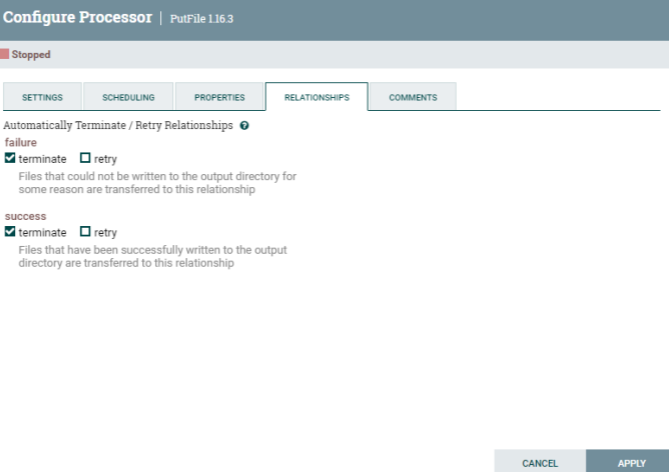 Configure Processor | PutFile 1.16.3
Stopped
SETTINGS SCHEDULING PROPERTIES RELATIONSHIPS COMMENTS
Automatically Terminate / Retry Relationships ?
failure
terminate retry
Files that could not be written to the output directory for
some reason are transferred to this relationship
success
terminate retry
Files that have been successfully written to the output
directory are transferred to this relationship
CANCEL APPLY